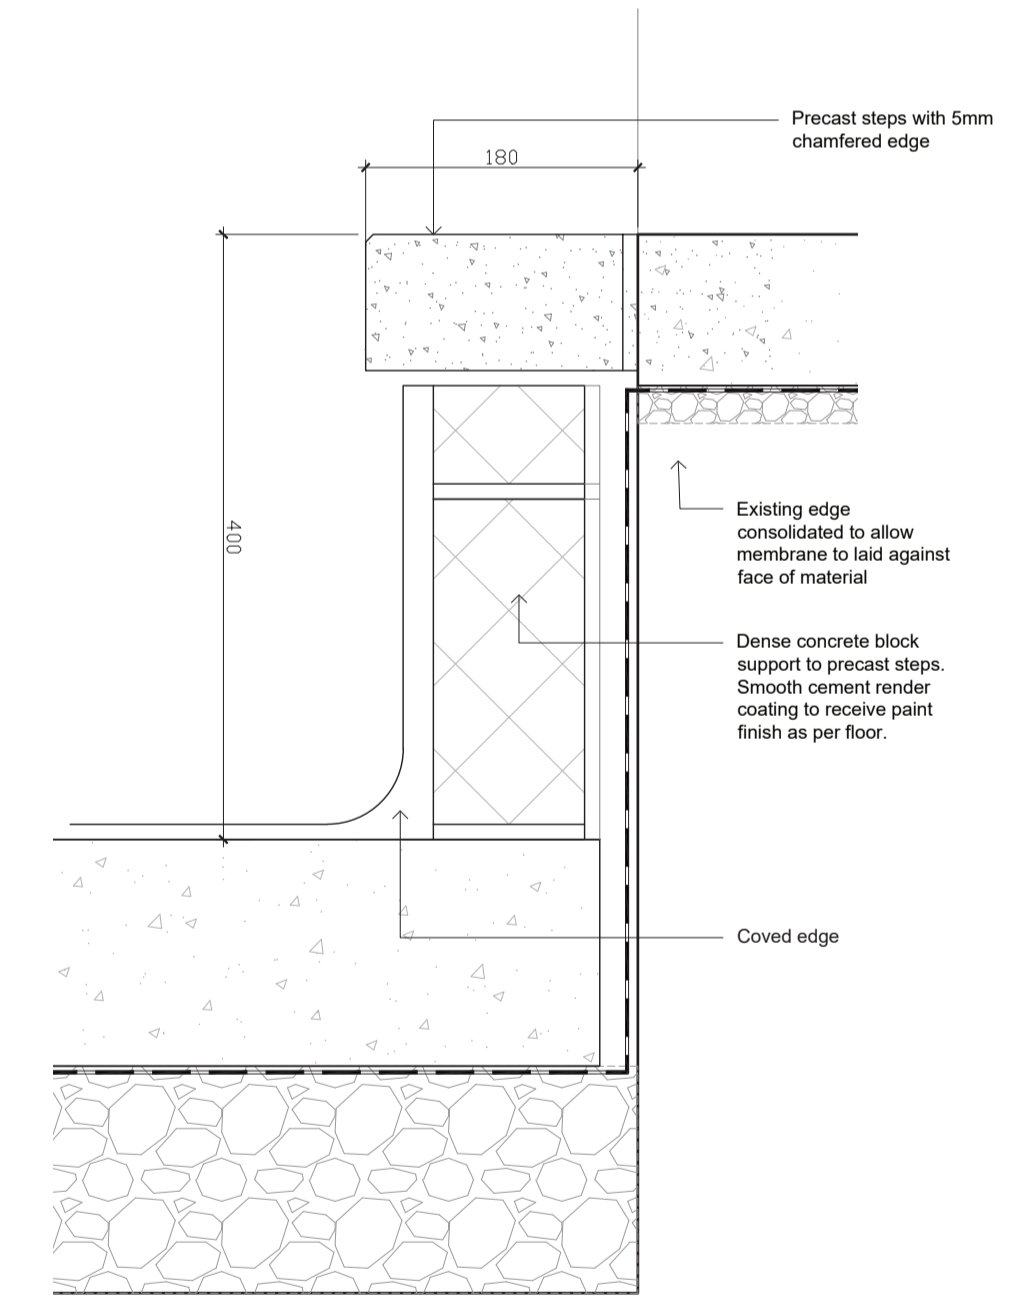 Precast steps with 5mm
chamfered edge
180
400
Existing edge
consolidated to allow
membrane to laid against
face of material
Dense concrete block
support to precast steps.
Smooth cement render
coating to receive paint
finish as per floor.
Coved edge